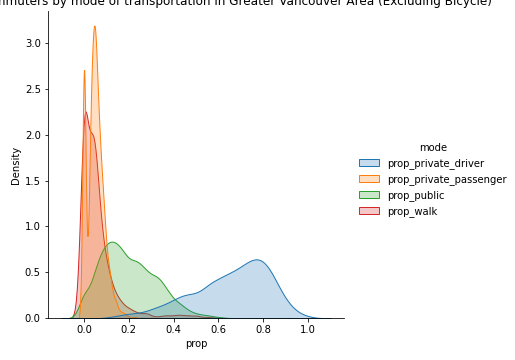 by mode of transportation in Greater Vancouver Area (Excluding Bicycle)
3.0
2.5
2.0
1.5
1.0
0.5
0.0
Density
0.0 0.2 0.4 0.6 0.8 1.0
prop
mode
prop_private_driver
prop_private_passenger
prop_public
prop_walk